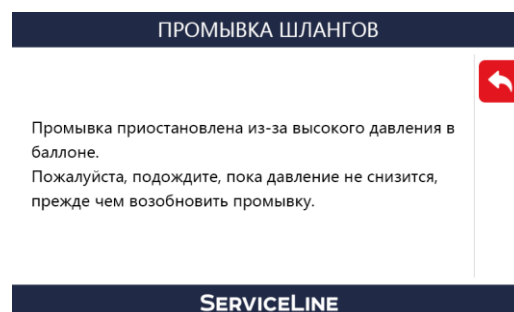 ПРОМЫВКА ШЛАНГОВ
Промывка приостановлена из-за высокого давления в
баллоне.
Пожалуйста, подождите, пока давление не снизится,
прежде чем возобновить промывку.
SERVICELINE